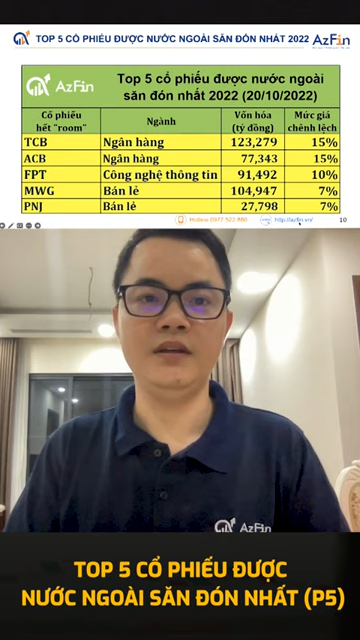 TOP 5 CỔ PHIẾU ĐƯỢC NƯỚC NGOÀI SĂN ĐÓN NHẤT 2022 AzFin
AzFin Top 5 cổ phiếu được nước ngoài
săn đón nhất 2022 (20/10/2022)
Cổ phiếu hết "room" Ngành Vốn hóa (tỷ đồng) Mức giá chênh lệch
TCB Ngân hàng 123,279 15%
ACB Ngân hàng 77,343 15%
FPT Công nghệ thông tin 91,492 10%
MWG Bán lẻ 104,947 7%
PNJ Bán lẻ 27,798 7%
Hotline 0977 522 880 http://azfin.vn/ 10
AzFin
TOP 5 CỔ PHIẾU ĐƯỢC
NƯỚC NGOÀI SĂN ĐÓN NHẤT (P5)